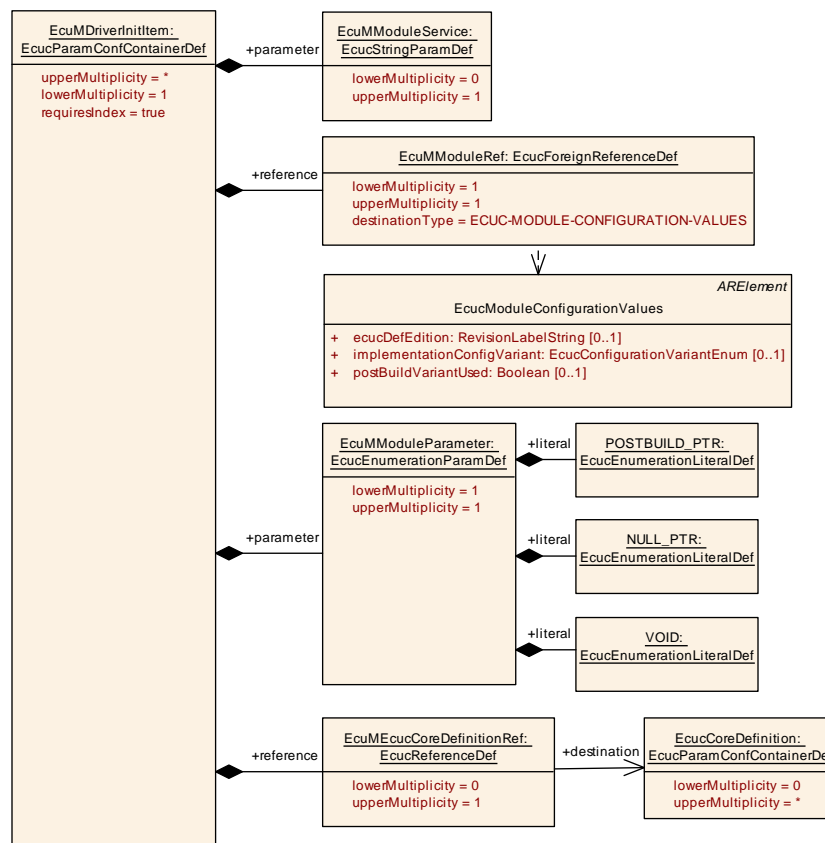 EcuMDriverInitItem:
EcucParamConfContainerDef
upperMultiplicity = *
lowerMultiplicity = 1
requiresIndex = true
+parameter
EcuMModuleService:
EcucStringParamDef
lowerMultiplicity = 0
upperMultiplicity = 1
+reference
EcuMModuleRef: EcucForeignReferenceDef
lowerMultiplicity = 1
upperMultiplicity = 1
destinationType = ECUC-MODULE-CONFIGURATION-VALUES
ARElement
EcucModuleConfigurationValues
+ ecucDefEdition: RevisionLabelString [0..1]
+ implementationConfigVariant: EcucConfigurationVariantEnum [0..1]
+ postBuildVariantUsed: Boolean [0..1]
+parameter
EcuMModuleParameter:
EcucEnumerationParamDef
lowerMultiplicity = 1
upperMultiplicity = 1
+literal
POSTBUILD_PTR:
EcucEnumerationLiteralDef
+literal
NULL_PTR:
EcucEnumerationLiteralDef
+literal
VOID:
EcucEnumerationLiteralDef
+reference
EcuMEcucCoreDefinitionRef:
EcucReferenceDef
lowerMultiplicity = 0
upperMultiplicity = 1
+destination
EcucCoreDefinition:
EcucParamConfContainerDe
lowerMultiplicity = 0
upperMultiplicity = *